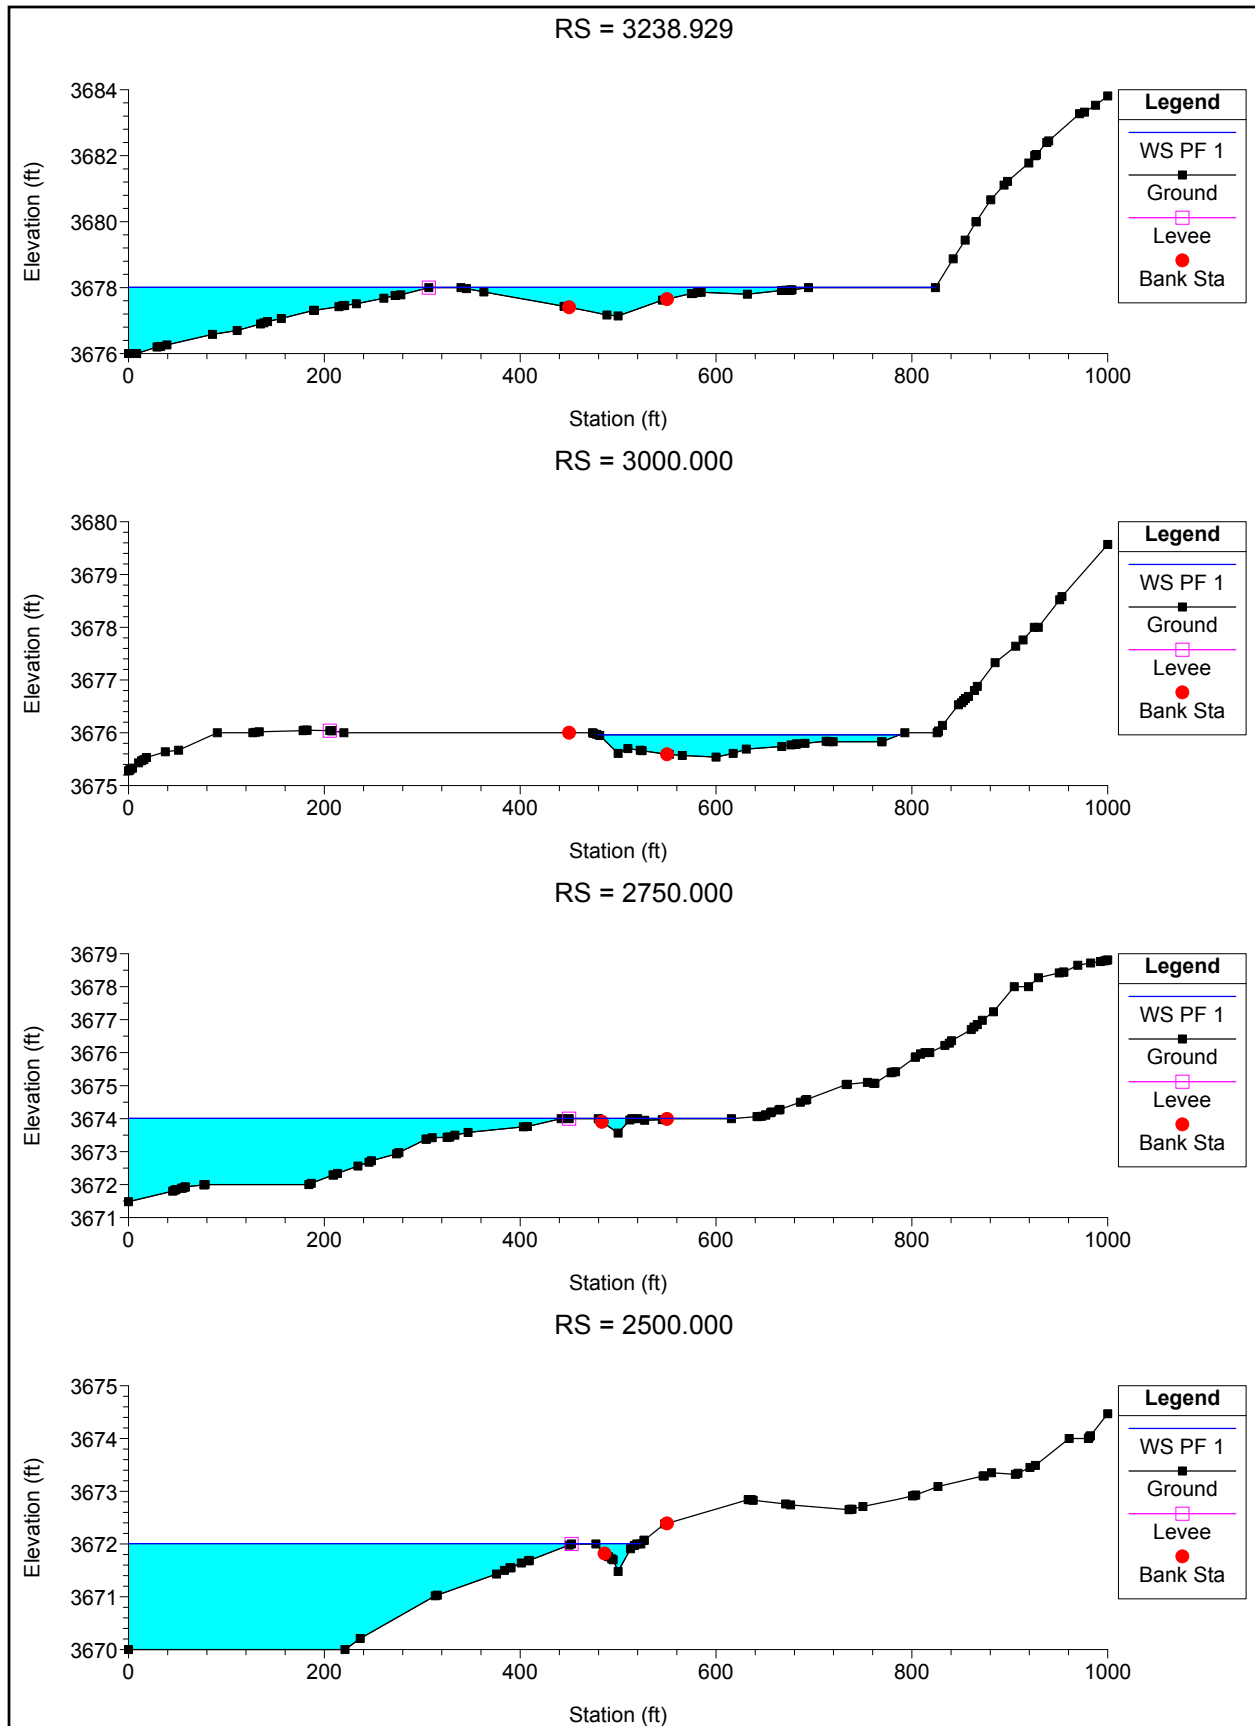 RS = 3238.929
Elevation (ft)
3684
3682
3680
3678
3676
0 200 400 600 800 1000
Station (ft)
Legend
WS PF 1
Ground
Levee
Bank Sta
RS = 3000.000
Elevation (ft)
3680
3679
3678
3677
3676
3675
0 200 400 600 800 1000
Station (ft)
Legend
WS PF 1
Ground
Levee
Bank Sta
RS = 2750.000
Elevation (ft)
3679
3678
3677
3676
3675
3674
3673
3672
3671
0 200 400 600 800 1000
Station (ft)
Legend
WS PF 1
Ground
Levee
Bank Sta
RS = 2500.000
Elevation (ft)
3675
3674
3673
3672
3671
3670
0 200 400 600 800 1000
Station (ft)
Legend
WS PF 1
Ground
Levee
Bank Sta